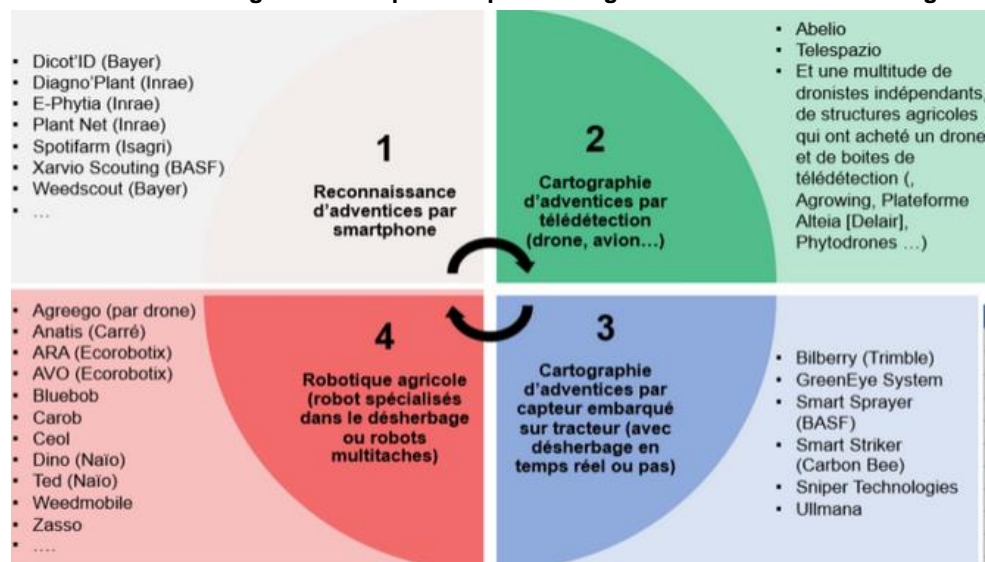 • Dicot'ID (Bayer)
• Diagno'Plant (Inrae)
• E-Phytia (Inrae)
• Plant Net (Inrae)
• Spotifarm (Isagri)
• Xarvio Scouting (BASF)
• Weedscout (Bayer)
• ...
1
Reconnaissance
d'adventices par
smartphone
2
Cartographie
d'adventices par
télédétection
(drone, avion...)
• Abelio
• Telespazio
• Et une multitude de
dronistes indépendants,
de structures agricoles
qui ont acheté un drone
et de boites de
télédétection (,
Agrowing, Plateforme
Alteia [Delair],
Phytodrones ...)
• Agreego (par drone)
• Anatis (Carré)
• ARA (Ecorobotix)
• AVO (Ecorobotix)
• Bluebob
• Carob
• Ceol
• Dino (Naïo)
• Ted (Naïo)
• Weedmobile
• Zasso
• ....
4
Robotique agricole
(robot spécialisés
dans le désherbage
ou robots
multitaches)
3
Cartographie
d'adventices par
capteur embarqué
sur tracteur (avec
désherbage en
temps réel ou pas)
• Bilberry (Trimble)
• GreenEye System
• Smart Sprayer
(BASF)
• Smart Striker
(Carbon Bee)
• Sniper Technologies
• Ullmana